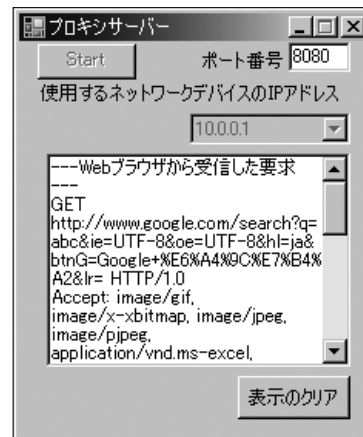 プロキシサーバー
Start ポート番号 8080
使用するネットワークデバイスのIPアドレス
10.0.0.1
---Webブラウザから受信した要求
---
GET
http://www.google.com/search?q=
abc&ie=UTF-8&oe=UTF-8&hl=ja&
btnG=Google+%E6%A4%9C%E7%B4%
A2&lr= HTTP/1.0
Accept: image/gif,
image/x-xbitmap, image/jpeg,
image/pjpeg,
application/vnd.ms-excel,
表示のクリア